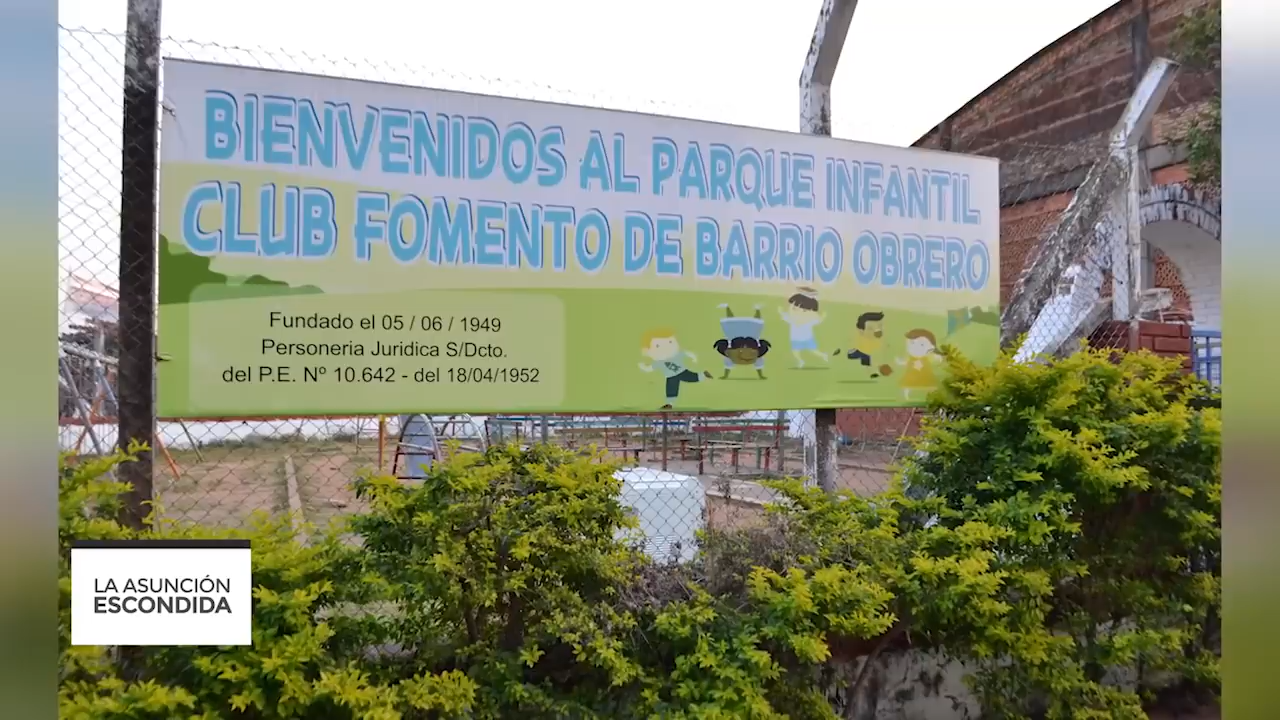 BIENVENIDOS AL PARQUE INFANTIL
CLUB FOMENTO DE BARRIO OBRERO
Fundado el 05 / 06 / 1949
Personeria Juridica S/Dcto.
del P.E. Nº 10.642 - del 18/04/1952
LA ASUNCIÓN
ESCONDIDA